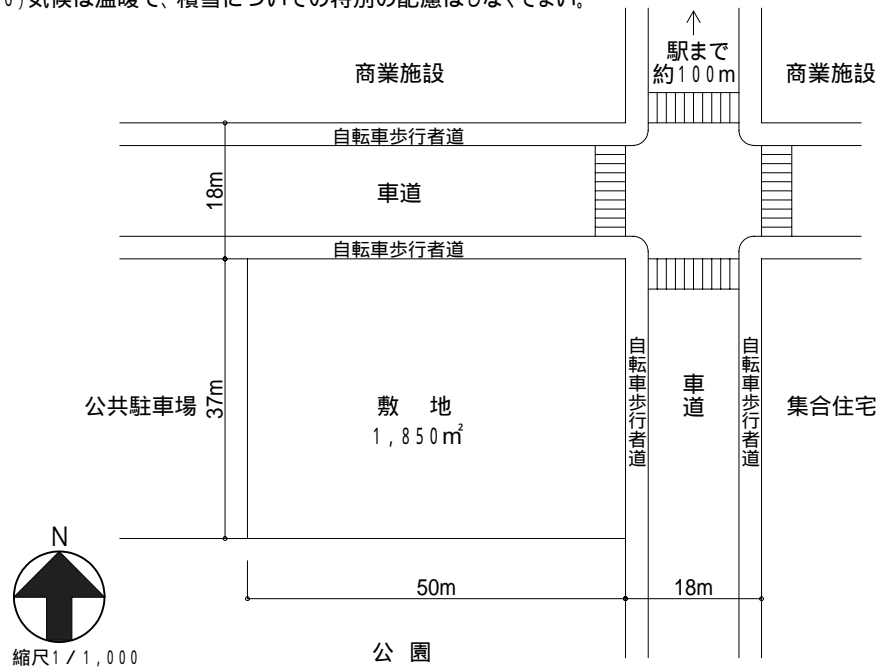 気候は温暖で、積雪についての特別の配慮はしなくてよい。
駅まで
約100m
商業施設
商業施設
自転車歩行者道
18m
車道
自転車歩行者道
自転車歩行者道
車道
自転車歩行者道
公共駐車場
37m
敷地
1,850㎡
集合住宅
N
50m
18m
縮尺1/1,000
公園